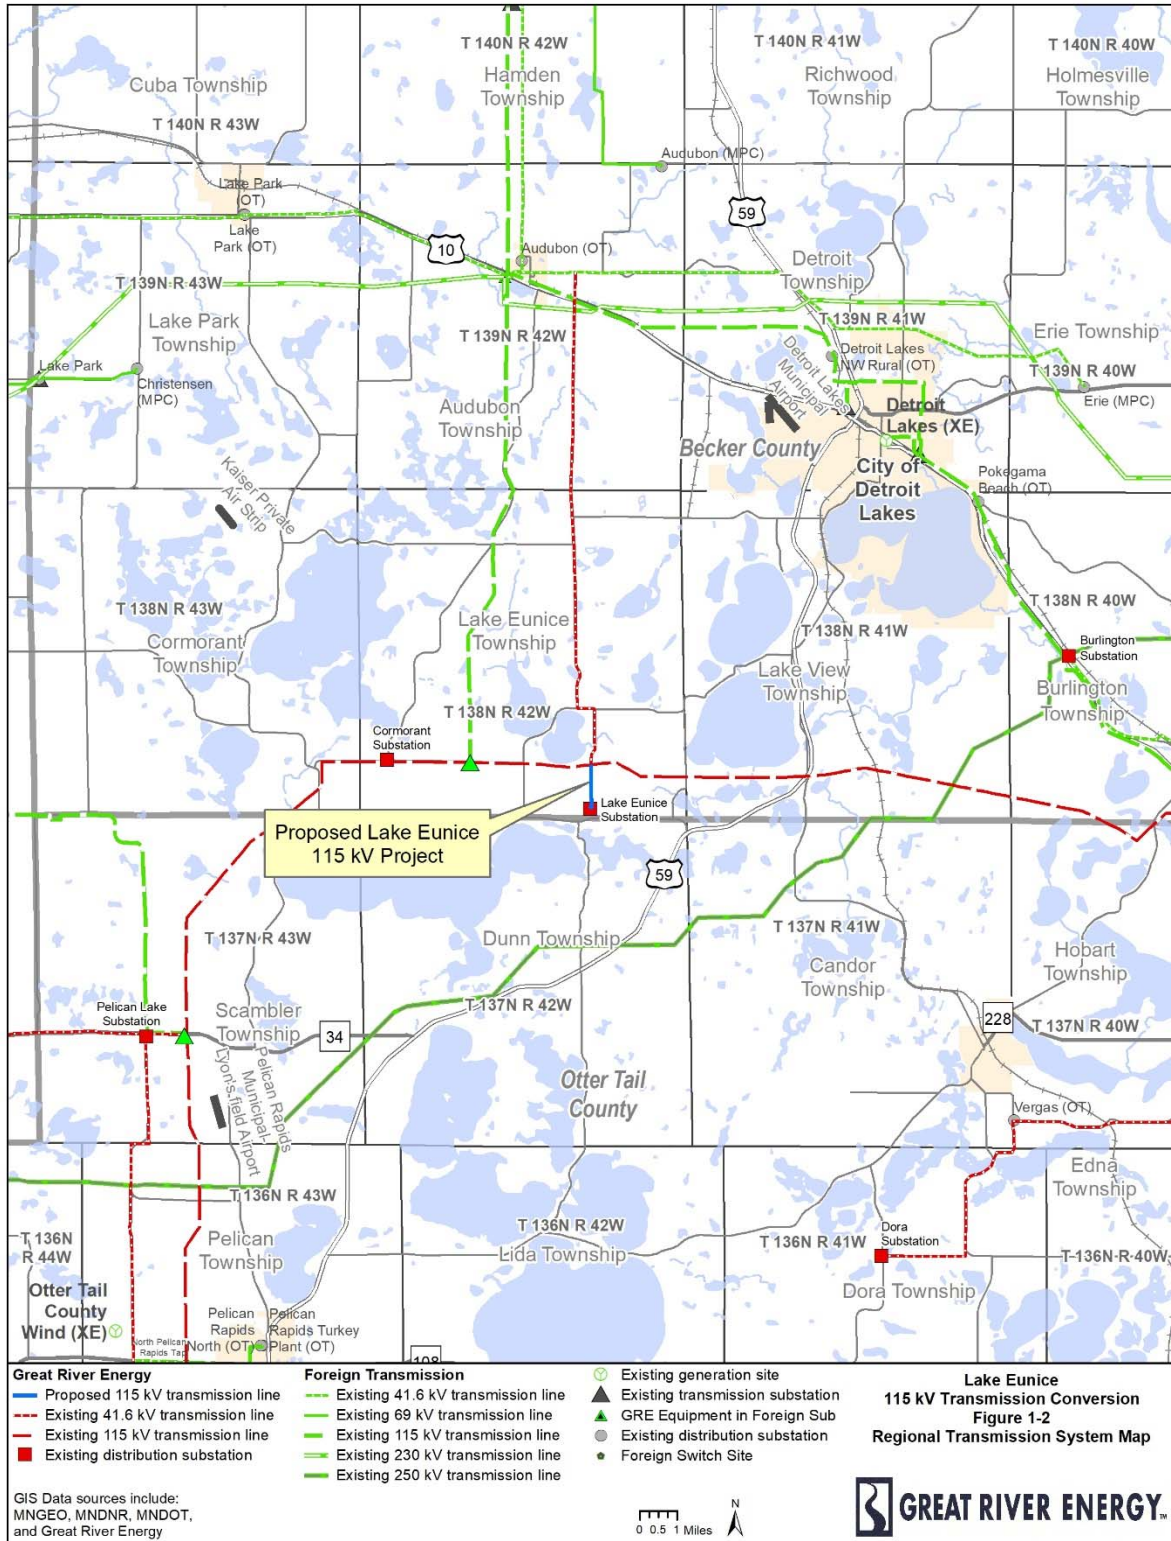 T 140N R 42W
T 140N R 41W
T 140N R 40W
Cuba Township
Hamden
Township
Richwood
Township
Holmesville
Township
T 140N R 43W
Audubon (MPC)
Lake Park
(OT)
Lake
Park (OT)
59
10
Audubon (OT)
Detroit
Township
T 139N R 43W
Lake Park
Township
T 139N R 42W
T 139N R 41W
Erie Township
Detroit Lakes
NW Rural (OT)
T 139N R 40W
Erie (MPC)
Lake Park
Christensen
(MPC)
Detroit Lakes
Municipal
Airport
Audubon
Township
Detroit
Lakes (XE)
Becker County
City of
Detroit
Lakes
Pokegama
Beach (OT)
Kaiser Private
Air Strip
T 138N R 43W
Cormorant
Township
Lake Eunice
Township
T 138N R 41W
T 138N R 40W
Burlington
Substation
Lake View
Township
Burlington
Township
T 138N R 42W
Cormorant
Substation
Lake Eunice
Substation
Proposed Lake Eunice
115 kV Project
59
T 137N R 43W
Dunn Township
T 137N R 41W
Candor
Township
Hobart
Township
Pelican Lake
Substation
Scambler
Township
T 137N R 42W
34
228
T 137N R 40W
Pelican Rapids
Municipal-
Lyon's field Airport
Otter Tail
County
Vergas (OT)
Edna
Township
T 136N R 43W
T 136N
R 44W
Pelican
Township
T 136N R 42W
Lida Township
Dora
Substation
T 136N R 41W
T 136N R 40W
Dora Township
Otter Tail
County
Wind (XE)
North Pelican
Rapids Tap
Pelican
Rapids
North (OT)
Pelican
Rapids Turkey
Plant (OT)
108
Great River Energy
Proposed 115 kV transmission line
Existing 41.6 kV transmission line
Existing 115 kV transmission line
Existing distribution substation
Foreign Transmission
Existing 41.6 kV transmission line
Existing 69 kV transmission line
Existing 115 kV transmission line
Existing 230 kV transmission line
Existing 250 kV transmission line
Existing generation site
Existing transmission substation
GRE Equipment in Foreign Sub
Existing distribution substation
Foreign Switch Site
Lake Eunice
115 kV Transmission Conversion
Figure 1-2
Regional Transmission System Map
GIS Data sources include:
MNGEO, MNDNR, MNDOT,
and Great River Energy
0 0.5 1 Miles
N
GREAT RIVER ENERGY™